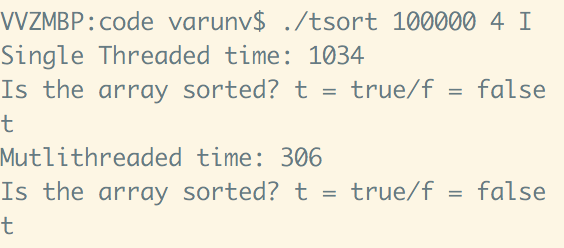 VVZMBP:code varunv$ ./tsort 100000 4 I
Single Threaded time: 1034
Is the array sorted? t = true/f = false
t
Mutlithreaded time: 306
Is the array sorted? t = true/f = false
t